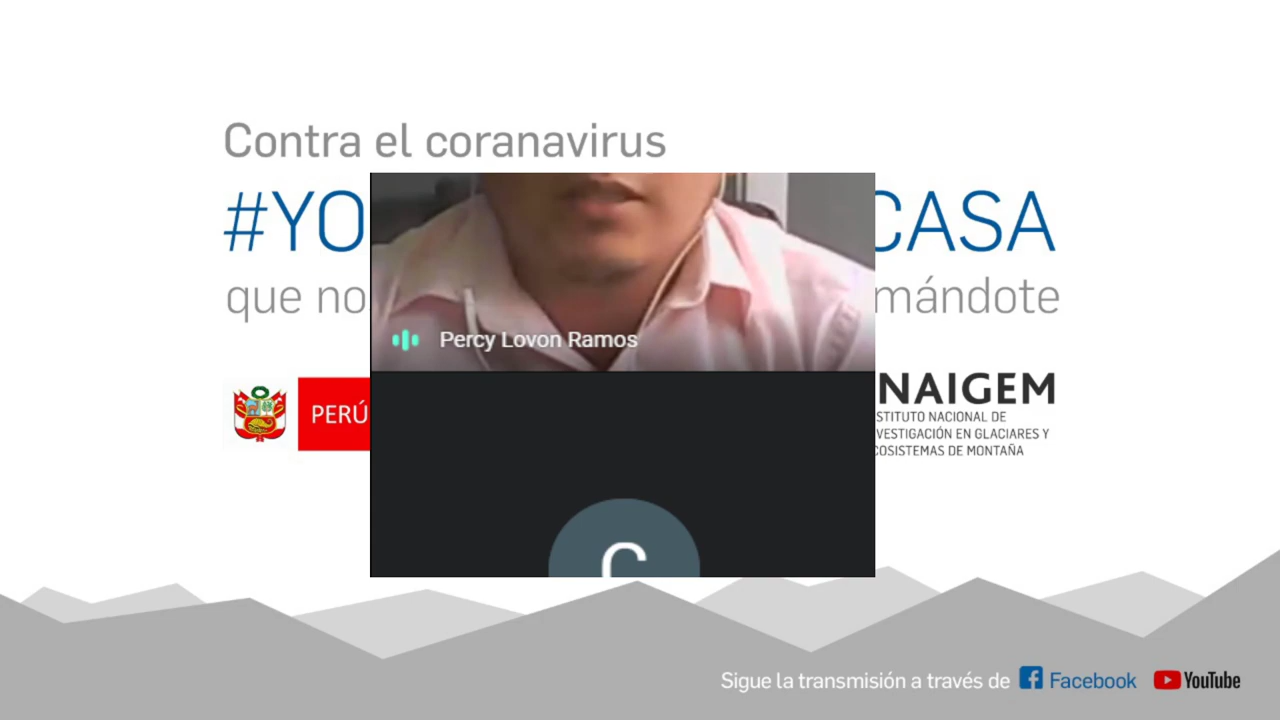 Contra el coranavirus
#YO CASA
que no mándote
Percy Lovon Ramos
PERÚ
NAIGEM
STITUTO NACIONAL DE
VESTIGACIÓN EN GLACIARES Y
COSISTEMAS DE MONTAÑA
C
Sigue la transmisión a través de Facebook YouTube